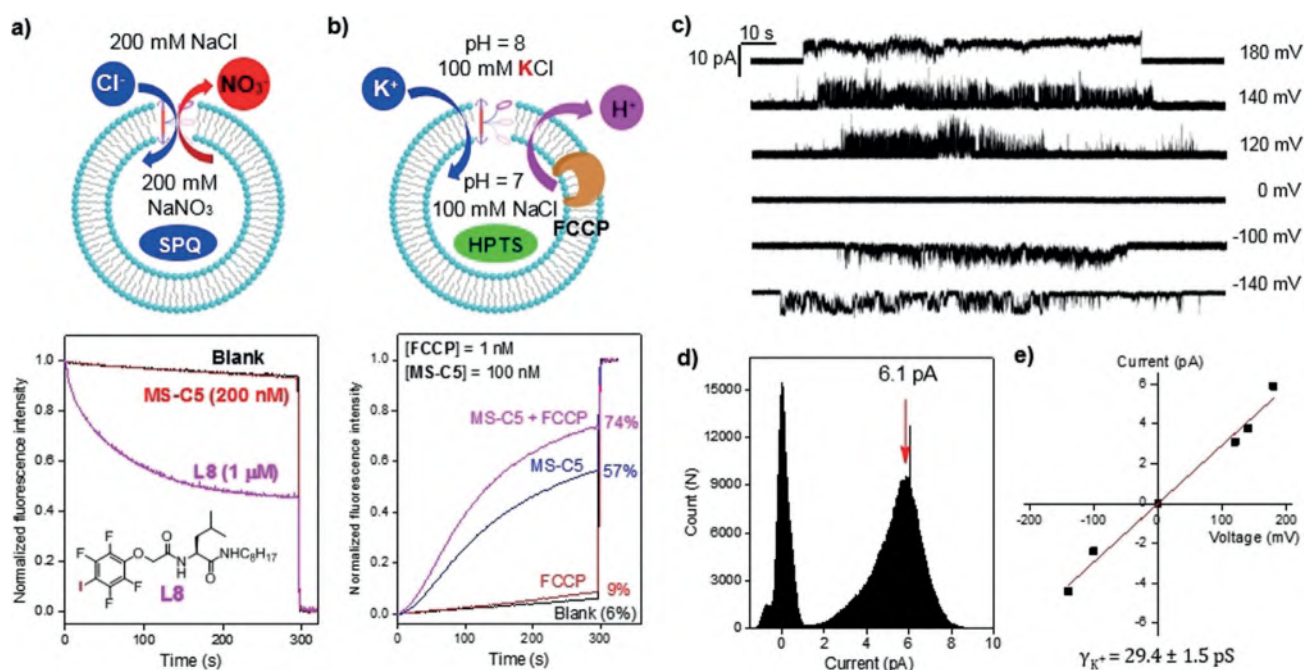 a)
200 mM NaCl
Cl⁻
NO₃⁻
200 mM
NaNO₃
SPQ
Normalized fluorescence intensity
1.0
0.8
0.6
0.4
0.2
0.0
Blank
MS-C5 (200 nM)
L8 (1 µM)
F
F
I
F
F
O
O
N
H
O
NHC₈H₁₇
L8
0
100
200
300
Time (s)
b)
pH = 8
100 mM KCl
K⁺
H⁺
pH = 7
100 mM NaCl
FCCP
HPTS
Normalized fluorescence intensity
1.0
0.8
0.6
0.4
0.2
0.0
[FCCP] = 1 nM
[MS-C5] = 100 nM
MS-C5 + FCCP
74%
MS-C5
57%
FCCP
9%
Blank (6%)
0
100
200
300
Time (s)
c)
10 s
10 pA
180 mV
140 mV
120 mV
0 mV
-100 mV
-140 mV
d)
6.1 pA
Count (N)
15000
12000
9000
6000
3000
0
0
2
4
6
8
10
Current (pA)
e)
Current (pA)
6
4
2
0
-2
-4
-6
-200
-100
0
100
200
Voltage (mV)
γK⁺ = 29.4 ± 1.5 pS